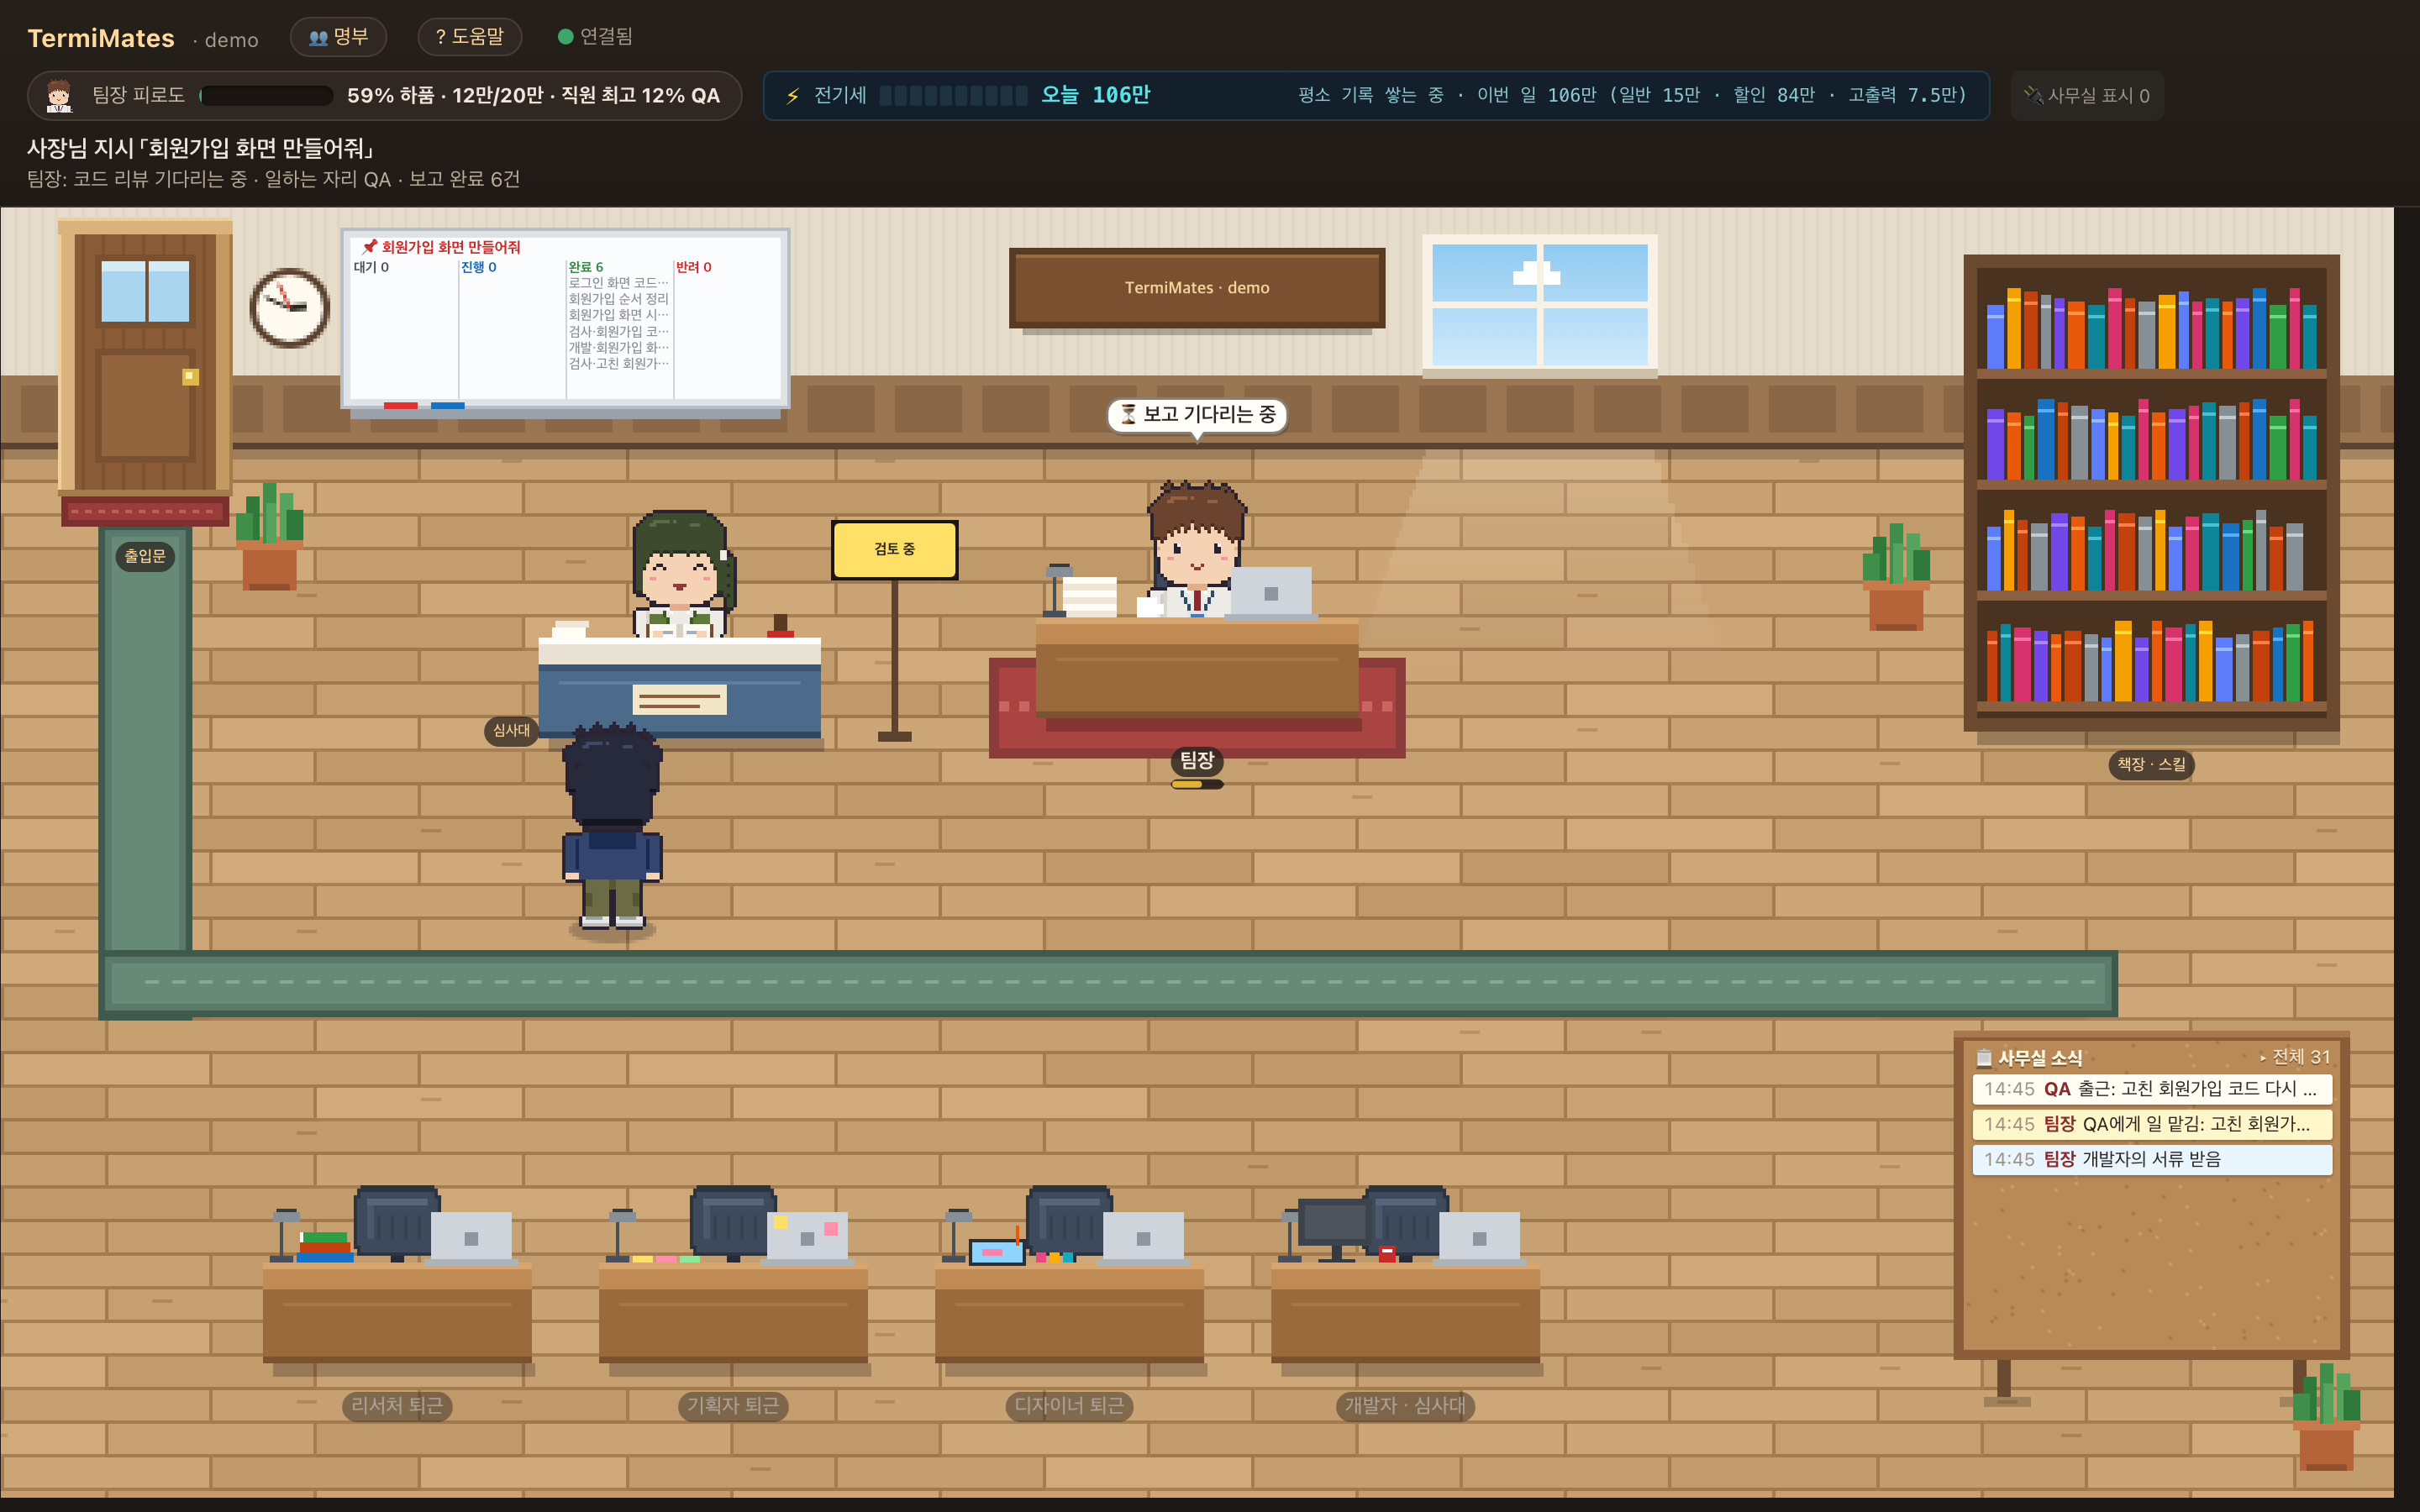 TermiMates · demo 👥 명부 ? 도움말 연결됨
팀장 피로도 59% 하품 · 12만/20만 · 직원 최고 12% QA
⚡ 전기세 오늘 106만 평소 기록 쌓는 중 · 이번 일 106만 (일반 15만 · 할인 84만 · 고출력 7.5만)
🔌 사무실 표시 0
사장님 지시 「회원가입 화면 만들어줘」
팀장: 코드 리뷰 기다리는 중 · 일하는 자리 QA · 보고 완료 6건
📌 회원가입 화면 만들어줘
대기 0
진행 0
완료 6
로그인 화면 코드…
회원가입 순서 정리
회원가입 화면 시…
검사·회원가입 코…
개발·회원가입 화…
검사·고친 회원가…
반려 0
TermiMates · demo
⏳ 보고 기다리는 중
출입문
검토 중
심사대
팀장
책장 · 스킬
📋 사무실 소식 ▸ 전체 31
14:45 QA 출근: 고친 회원가입 코드 다시 ...
14:45 팀장 QA에게 일 맡김: 고친 회원가...
14:45 팀장 개발자의 서류 받음
리서처 퇴근
기획자 퇴근
디자이너 퇴근
개발자 · 심사대